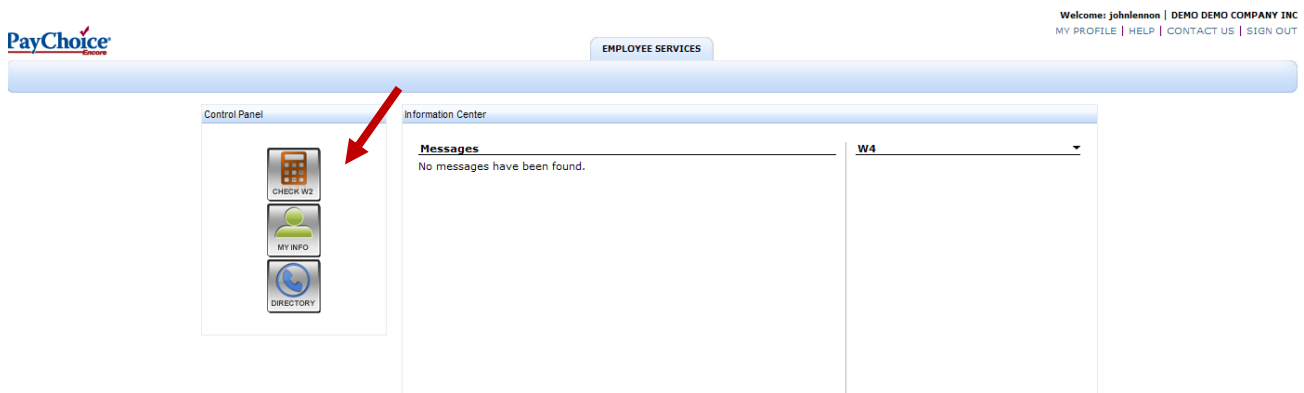 Welcome: johnlennon | DEMO DEMO COMPANY INC
MY PROFILE | HELP | CONTACT US | SIGN OUT
PayChoice®
Encore
EMPLOYEE SERVICES
Control Panel
CHECK W2
MY INFO
DIRECTORY
Information Center
Messages
No messages have been found.
W4